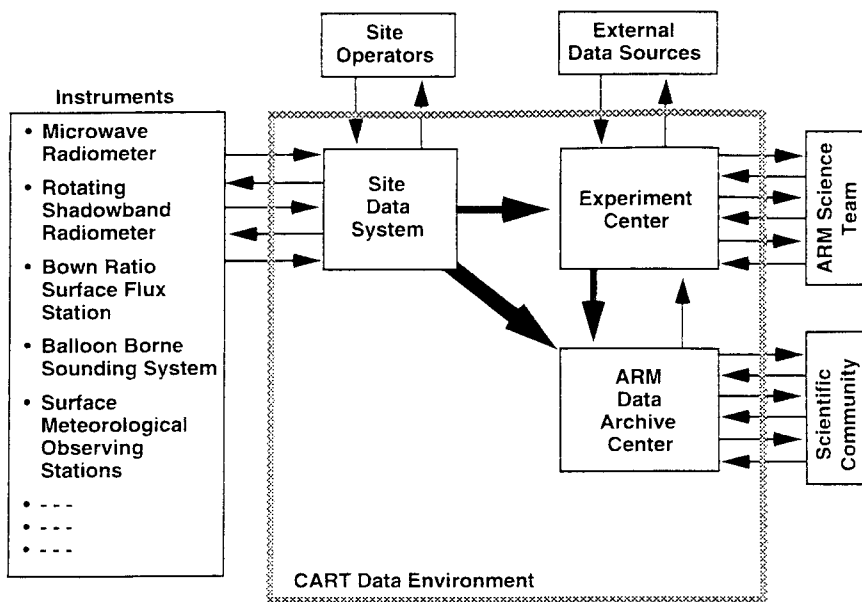 Site
Operators
External
Data Sources
Instruments
• Microwave
Radiometer
• Rotating
Shadowband
Radiometer
• Bown Ratio
Surface Flux
Station
• Balloon Borne
Sounding System
• Surface
Meteorological
Observing
Stations
• - - -
• - - -
• - - -
Site
Data
System
Experiment
Center
ARM Science
Team
ARM
Data
Archive
Center
Scientific
Community
CART Data Environment